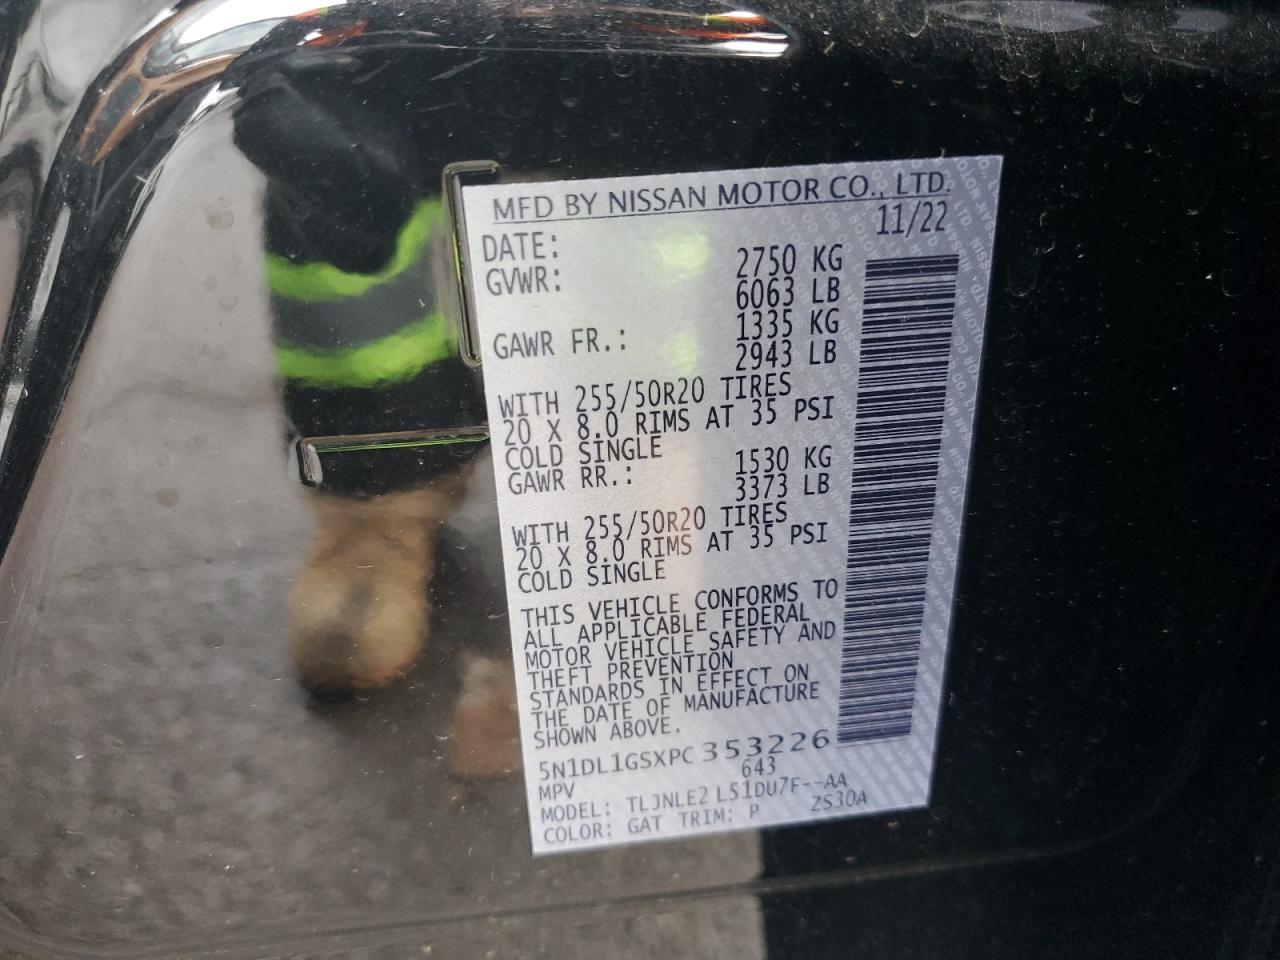 MFD BY NISSAN MOTOR CO., LTD.
DATE: 11/22
GVWR: 2750 KG
6063 LB
GAWR FR.: 1335 KG
2943 LB
WITH 255/50R20 TIRES
20 X 8.0 RIMS AT 35 PSI
COLD SINGLE
GAWR RR.: 1530 KG
3373 LB
WITH 255/50R20 TIRES
20 X 8.0 RIMS AT 35 PSI
COLD SINGLE
THIS VEHICLE CONFORMS TO
ALL APPLICABLE FEDERAL
MOTOR VEHICLE SAFETY AND
THEFT PREVENTION
STANDARDS IN EFFECT ON
THE DATE OF MANUFACTURE
SHOWN ABOVE.
5N1DL1GSXPC353226
MPV 643
MODEL: TLJNLE2 L51DU7F--AA
COLOR: GAT TRIM: P ZS30A